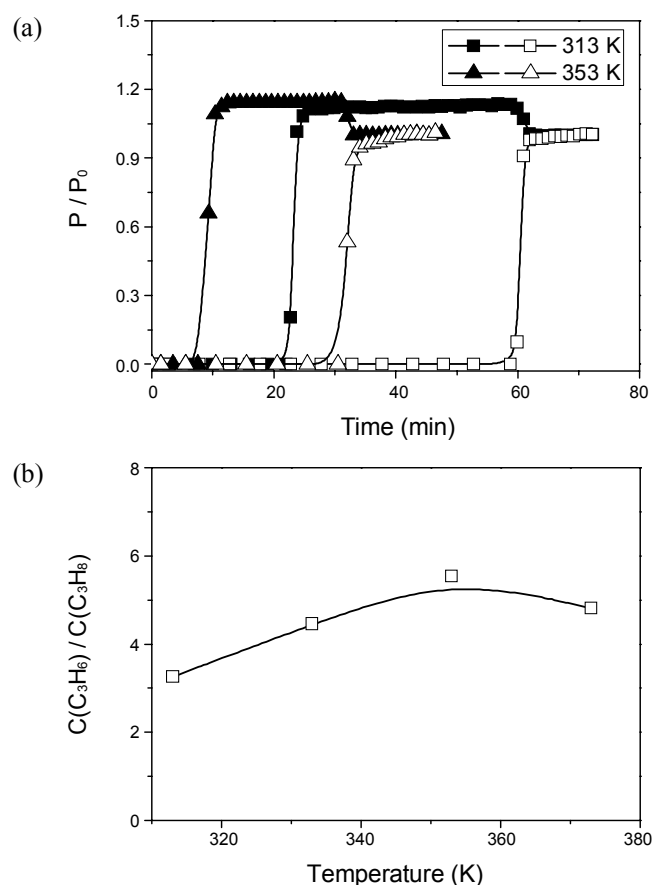 (a)
1.5
1.2
0.9
0.6
0.3
0.0
P / P₀
313 K
353 K
0 20 40 60 80
Time (min)
(b)
8
6
4
2
0
C(C₃H₆) / C(C₃H₈)
320 340 360 380
Temperature (K)